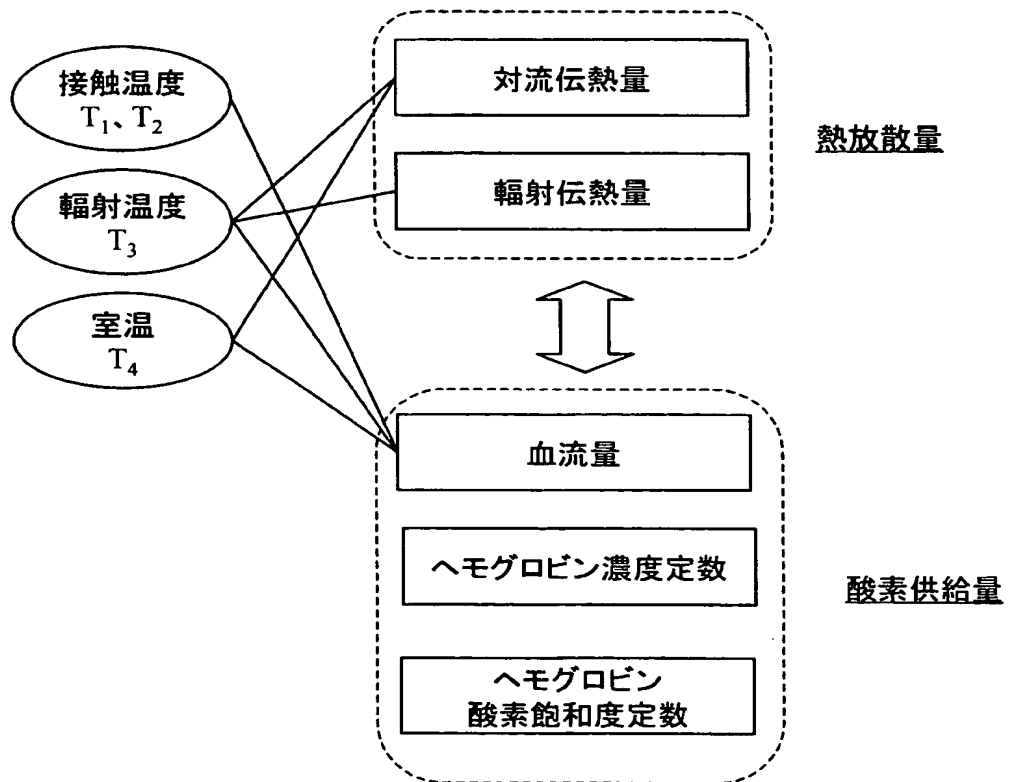 接触温度
T1、T2
輻射温度
T3
室温
T4
対流伝熱量
輻射伝熱量
熱放散量
血流量
ヘモグロビン濃度定数
ヘモグロビン
酸素飽和度定数
酸素供給量